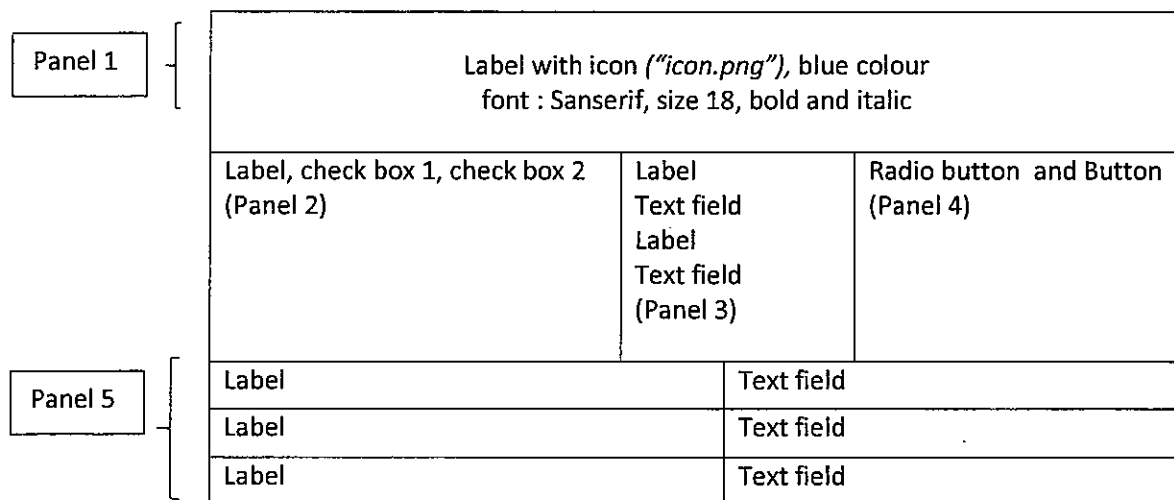 Panel 1
Label with icon ("icon.png"), blue colour
font : Sanserif, size 18, bold and italic
Label, check box 1, check box 2
(Panel 2)
Label
Text field
Label
Text field
(Panel 3)
Radio button and Button
(Panel 4)
Panel 5
Label
Text field
Label
Text field
Label
Text field